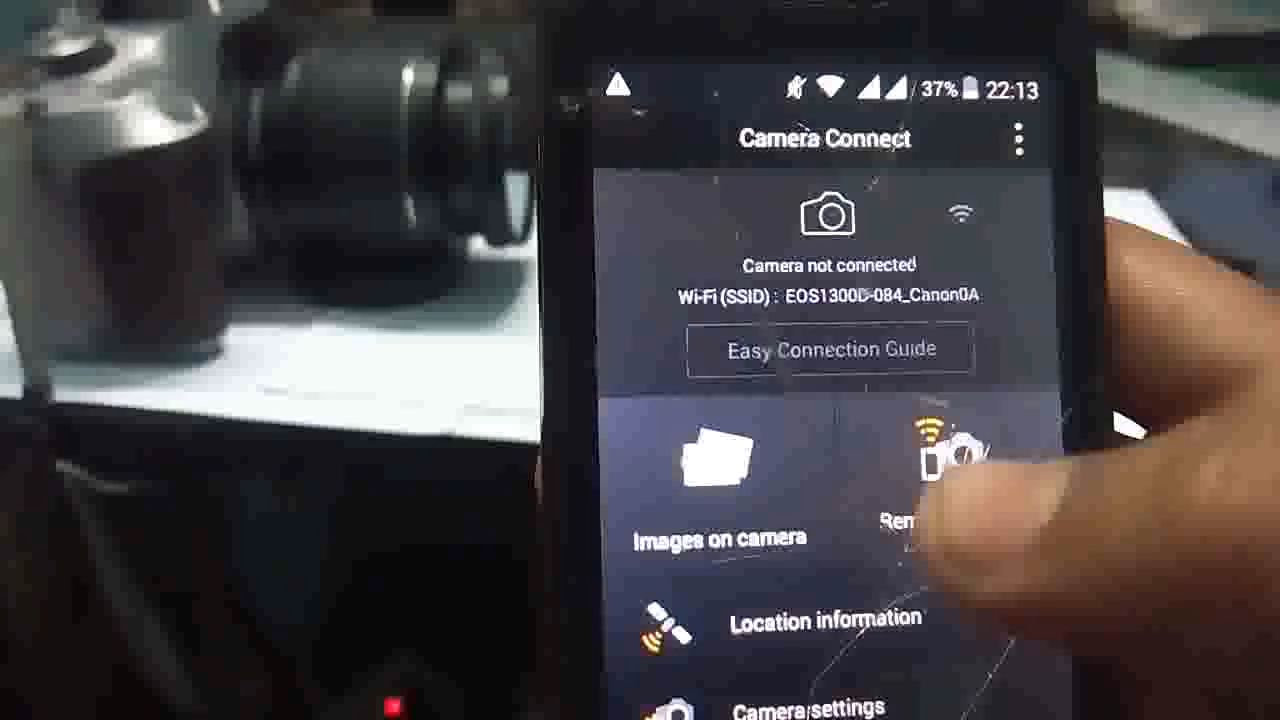 37% 22:13
Camera Connect
Camera not connected
Wi-Fi (SSID) : EOS1300D-084_Canon0A
Easy Connection Guide
Images on camera
Location information
Camera settings